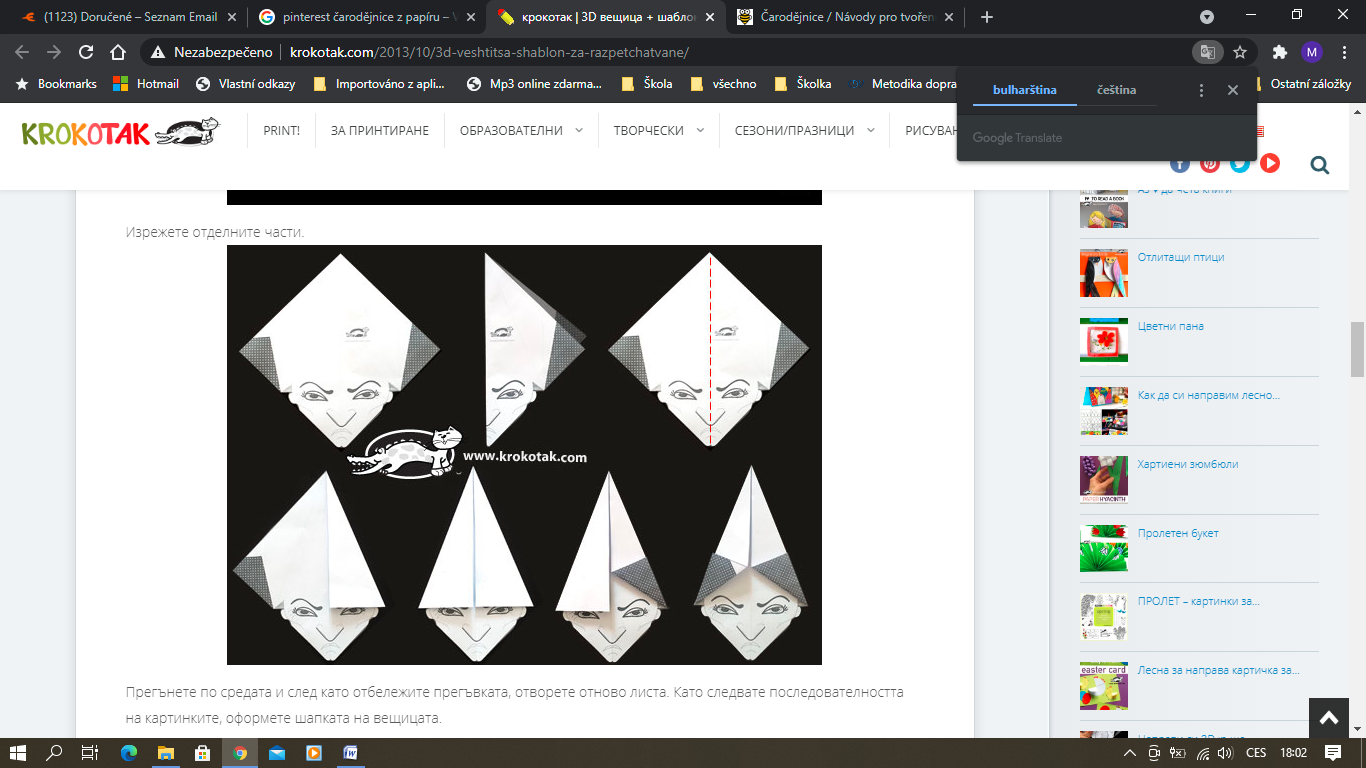 (1123) Doručené – Seznam Email
pinterest čarodějnice z papíru – V
крокотак | 3D вещица + шабло
Čarodějnice / Návody pro tvořen
Nezabezpečeno
krokotak.com/2013/10/3d-veshtitsa-shablon-za-razpetchatvane/
M
Bookmarks
Hotmail
Vlastní odkazy
Importováno z apli...
Mp3 online zdarma...
Škola
všechno
Školka
Metodika dopra
Ostatní záložky
bulharština
čeština
Google Translate
KROKOTAK
PRINT!
ЗА ПРИНТИРАНЕ
ОБРАЗОВАТЕЛНИ
ТВОРЧЕСКИ
СЕЗОНИ/ПРАЗНИЦИ
РИСУВАН
Изрежете отделните части.
www.krokotak.com
Прегънете по средата и след като отбележите прегъвката, отворете отново листа. Като следвате последователността
на картинките, оформете шапката на вещицата.
TO READ A BOOK
Отлитащи птици
Цветни пана
Как да си направим лесно...
Хартиени зюмбюли
PAPER HYACINTH
Пролетен букет
ПРОЛЕТ – картинки за...
Лесна за направа картичка за...
easter card
CES
18:02